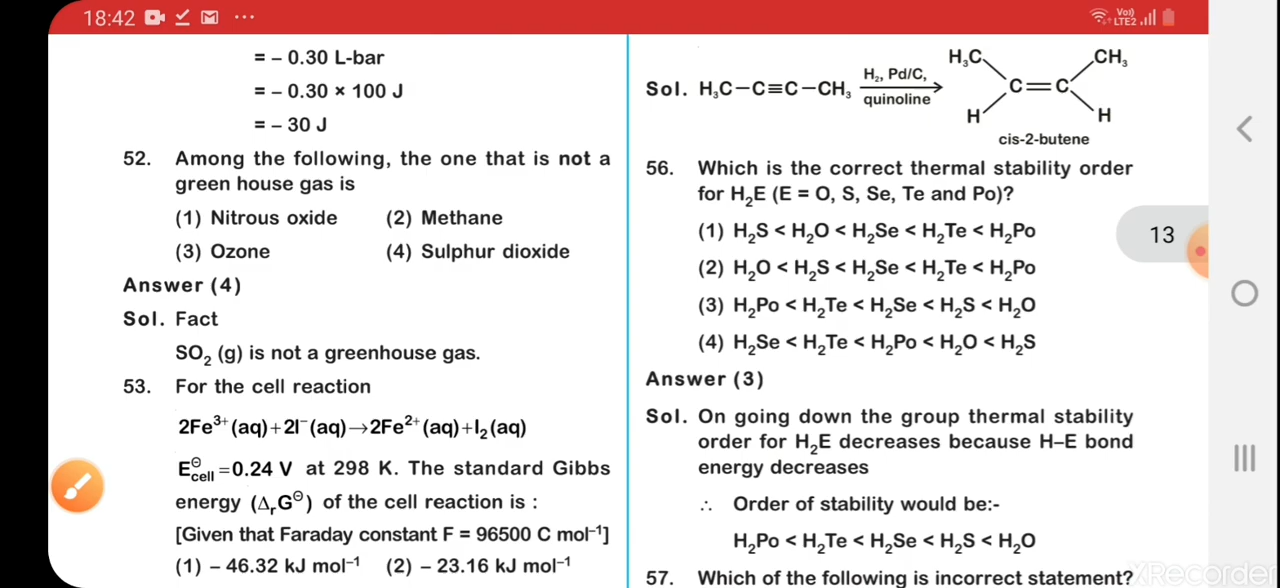 18:42
Vo)) LTE2
= – 0.30 L-bar
= – 0.30 × 100 J
= – 30 J
52. Among the following, the one that is not a
green house gas is
(1) Nitrous oxide (2) Methane
(3) Ozone (4) Sulphur dioxide
Answer (4)
Sol. Fact
SO₂ (g) is not a greenhouse gas.
53. For the cell reaction
2Fe³⁺(aq)+2I⁻(aq)→2Fe²⁺(aq)+I₂(aq)
E⊖cell=0.24 V at 298 K. The standard Gibbs
energy (ΔᵣG⊖) of the cell reaction is :
[Given that Faraday constant F = 96500 C mol⁻¹]
(1) – 46.32 kJ mol⁻¹ (2) – 23.16 kJ mol⁻¹
H₃C CH₃
Sol. H₃C–C≡C–CH₃ H₂, Pd/C, quinoline C=C
H H
cis-2-butene
56. Which is the correct thermal stability order
for H₂E (E = O, S, Se, Te and Po)?
(1) H₂S < H₂O < H₂Se < H₂Te < H₂Po
(2) H₂O < H₂S < H₂Se < H₂Te < H₂Po
(3) H₂Po < H₂Te < H₂Se < H₂S < H₂O
(4) H₂Se < H₂Te < H₂Po < H₂O < H₂S
Answer (3)
Sol. On going down the group thermal stability
order for H₂E decreases because H–E bond
energy decreases
∴ Order of stability would be:-
H₂Po < H₂Te < H₂Se < H₂S < H₂O
57. Which of the following is incorrect statement?
13
XRecorder